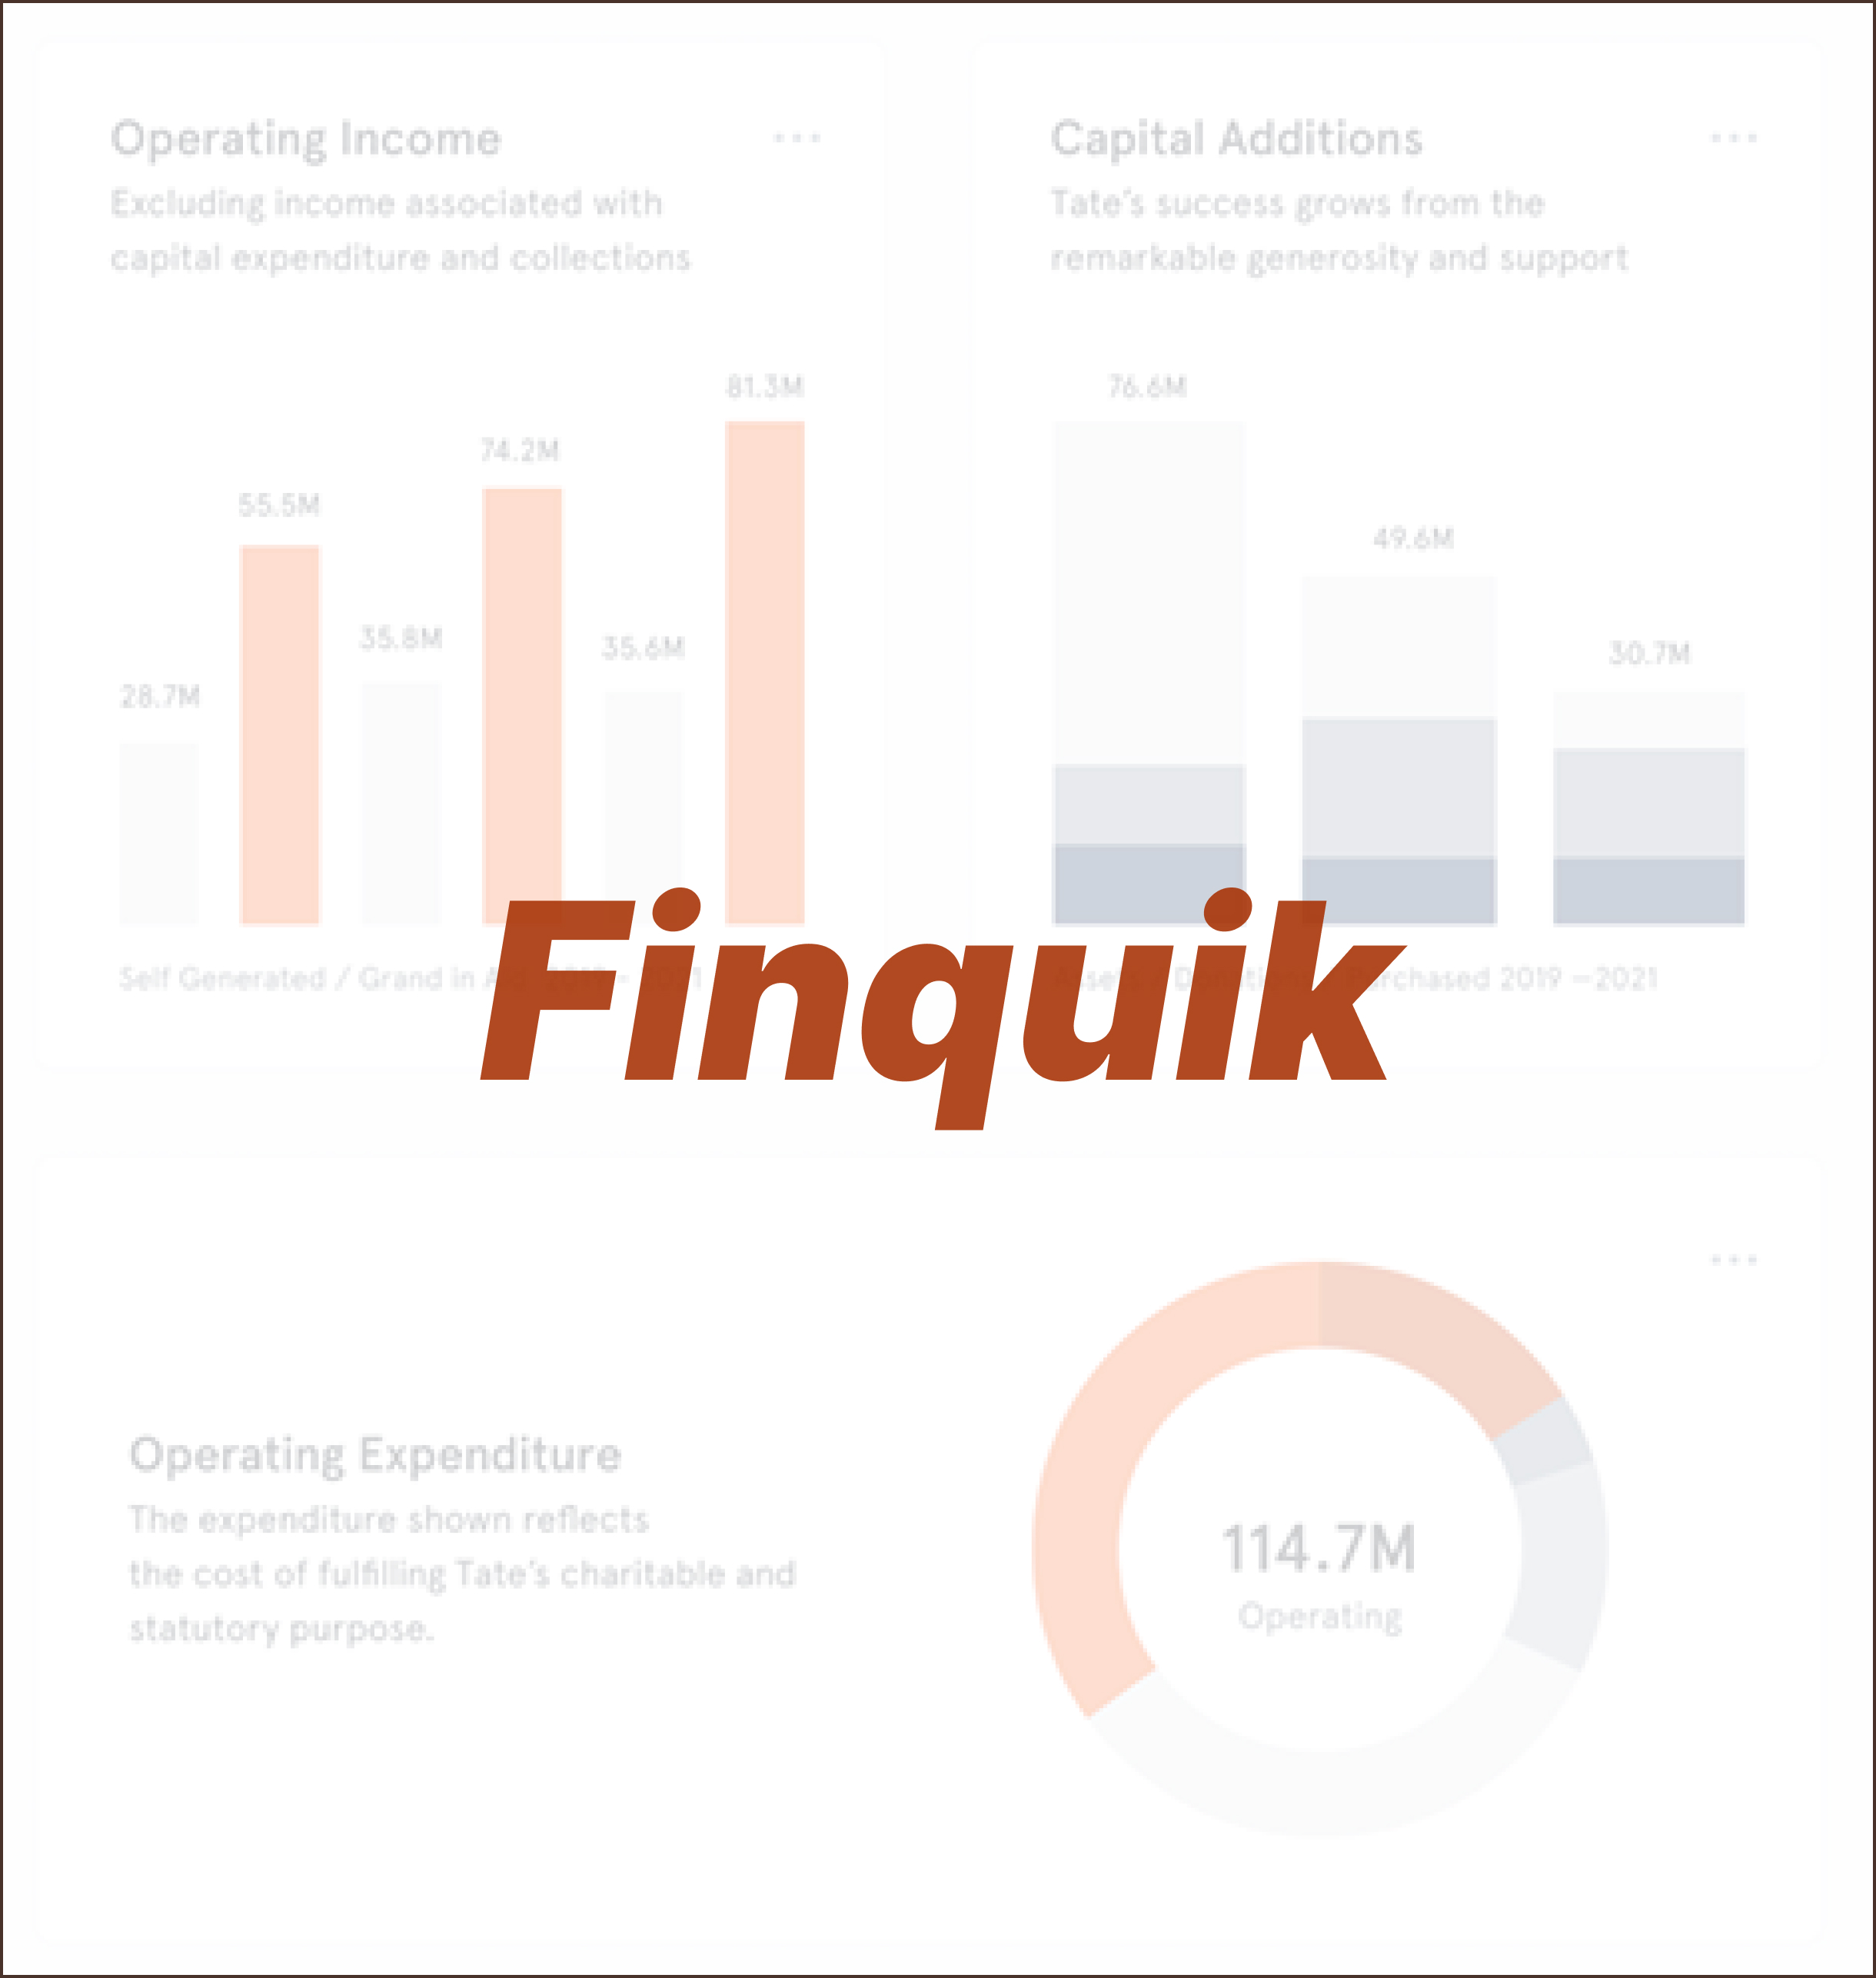 Operating Income
Excluding income associated with
capital expenditure and collections
81.3M
74.2M
55.5M
35.8M
35.6M
28.7M
Self Generated / Grand in Aid 2019 - 2021
Capital Additions
Tate's success grows from the
remarkable generosity and support
76.6M
49.6M
30.7M
Assets / Donations / Purchased 2019 –2021
Finquik
Operating Expenditure
The expenditure shown reflects
the cost of fulfilling Tate's charitable and
statutory purpose.
114.7M
Operating